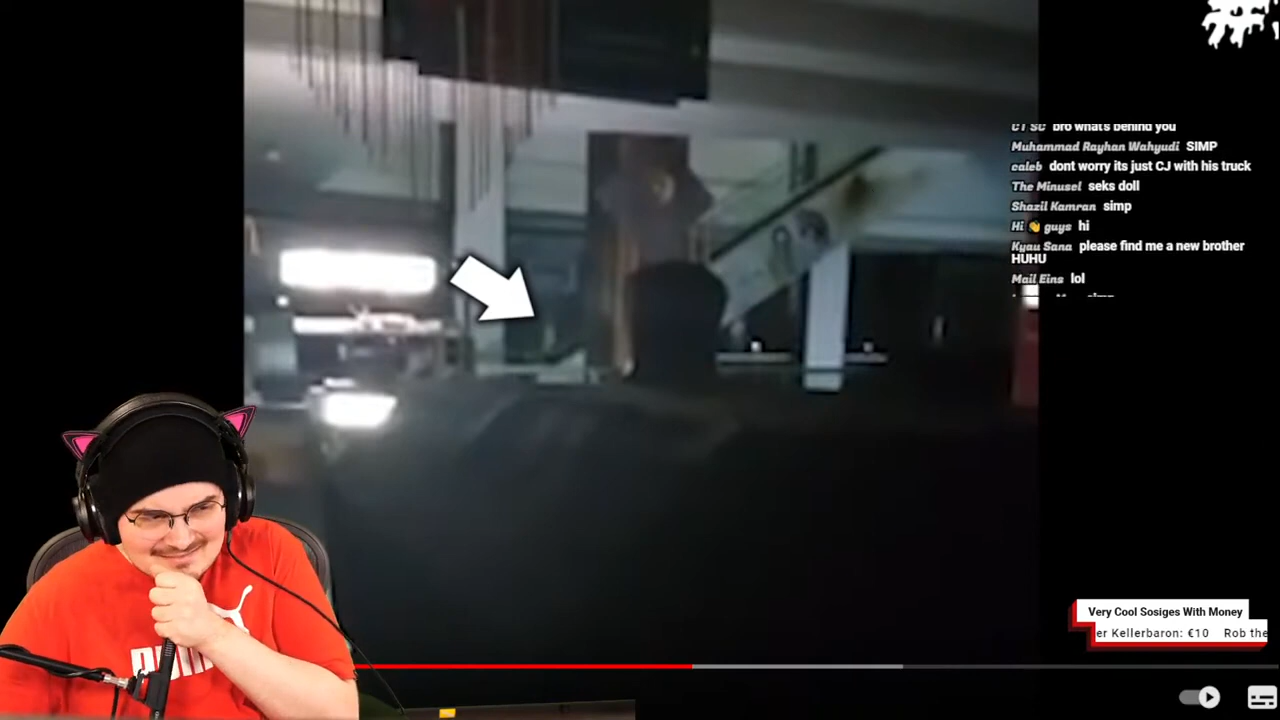 CT SC bro whats behind you
Muhammad Rayhan Wahyudi SIMP
caleb dont worry its just CJ with his truck
The Minusel seks doll
Shazil Kamran simp
Hi 👋 guys hi
Kyau Sana please find me a new brother
HUHU
Mail Eins lol
Very Cool Sosiges With Money
er Kellerbaron: €10 Rob the